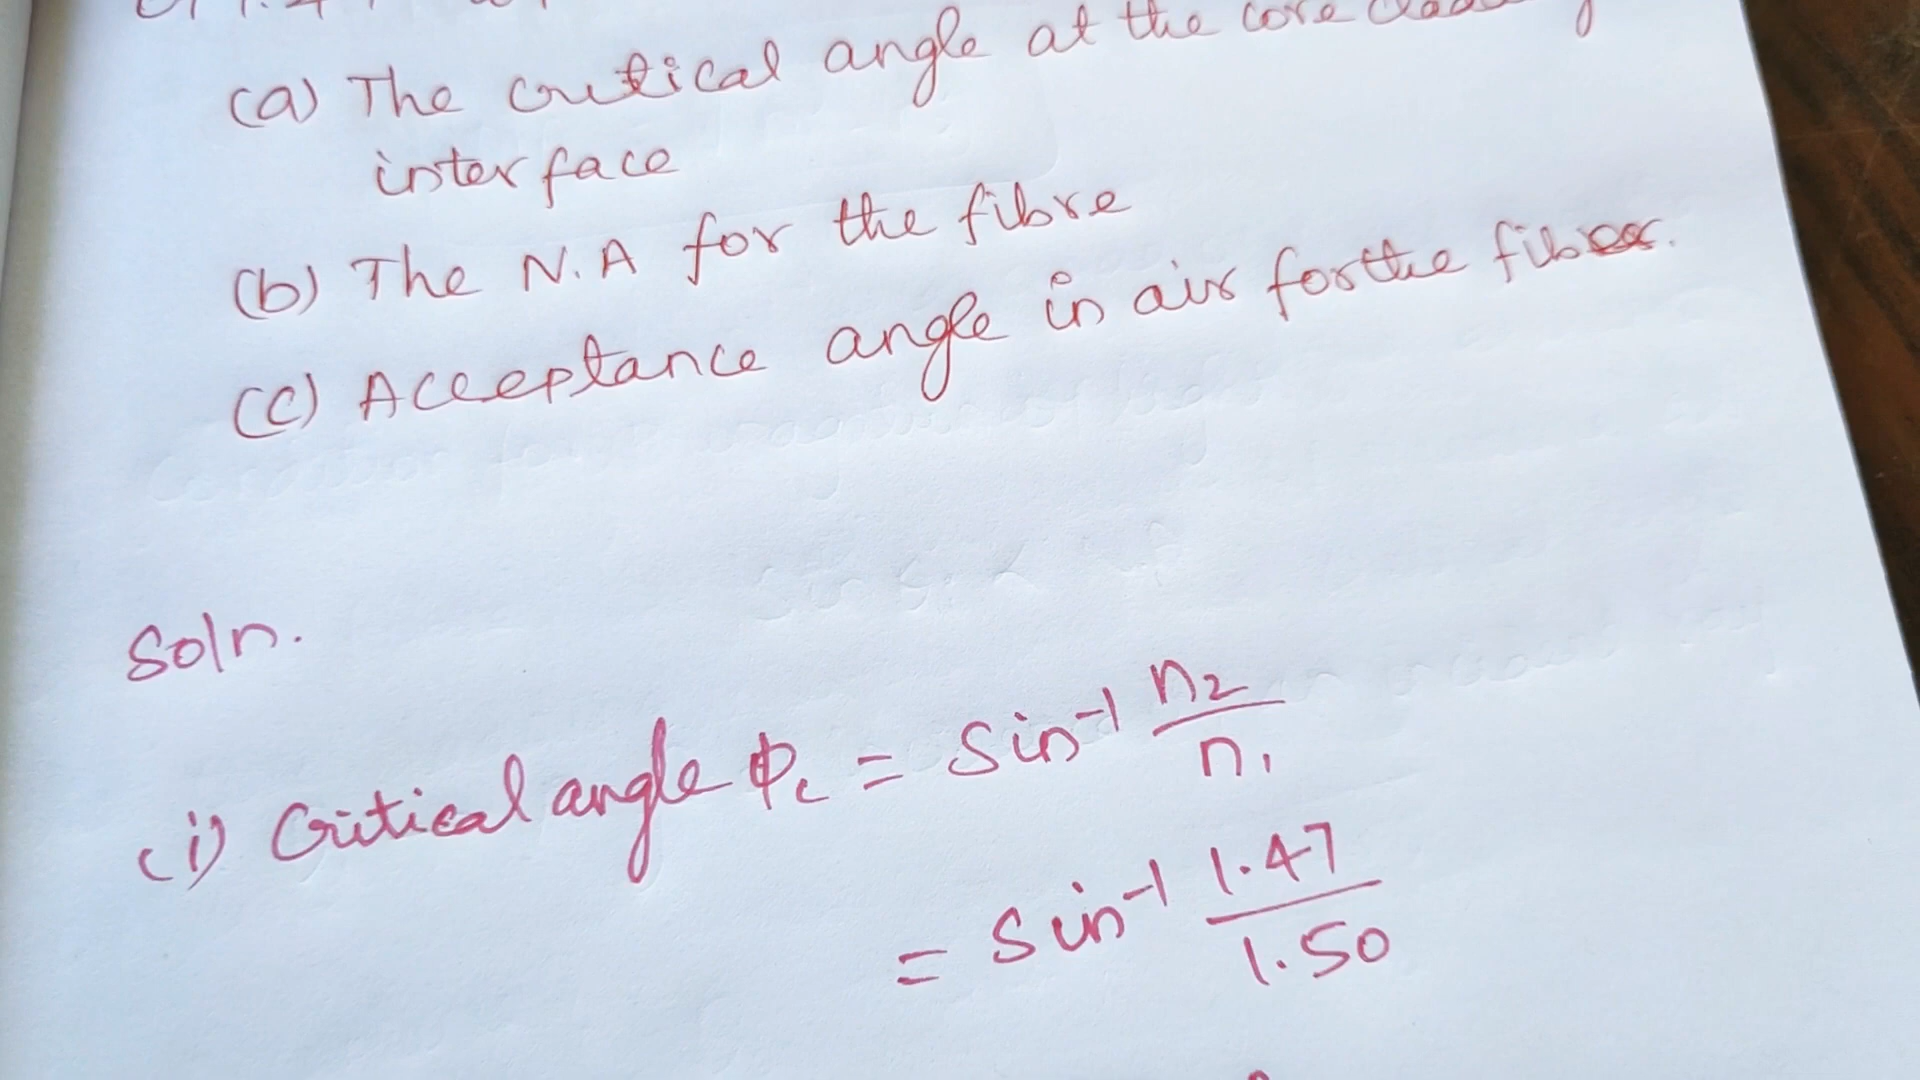 (a) The critical angle at the core
interface
(b) The N.A for the fibre
(c) Acceptance angle in air for the fiber.
Soln.
(i) Critical angle Φc = Sin⁻¹ n₂/n₁
= Sin⁻¹ 1.47/1.50